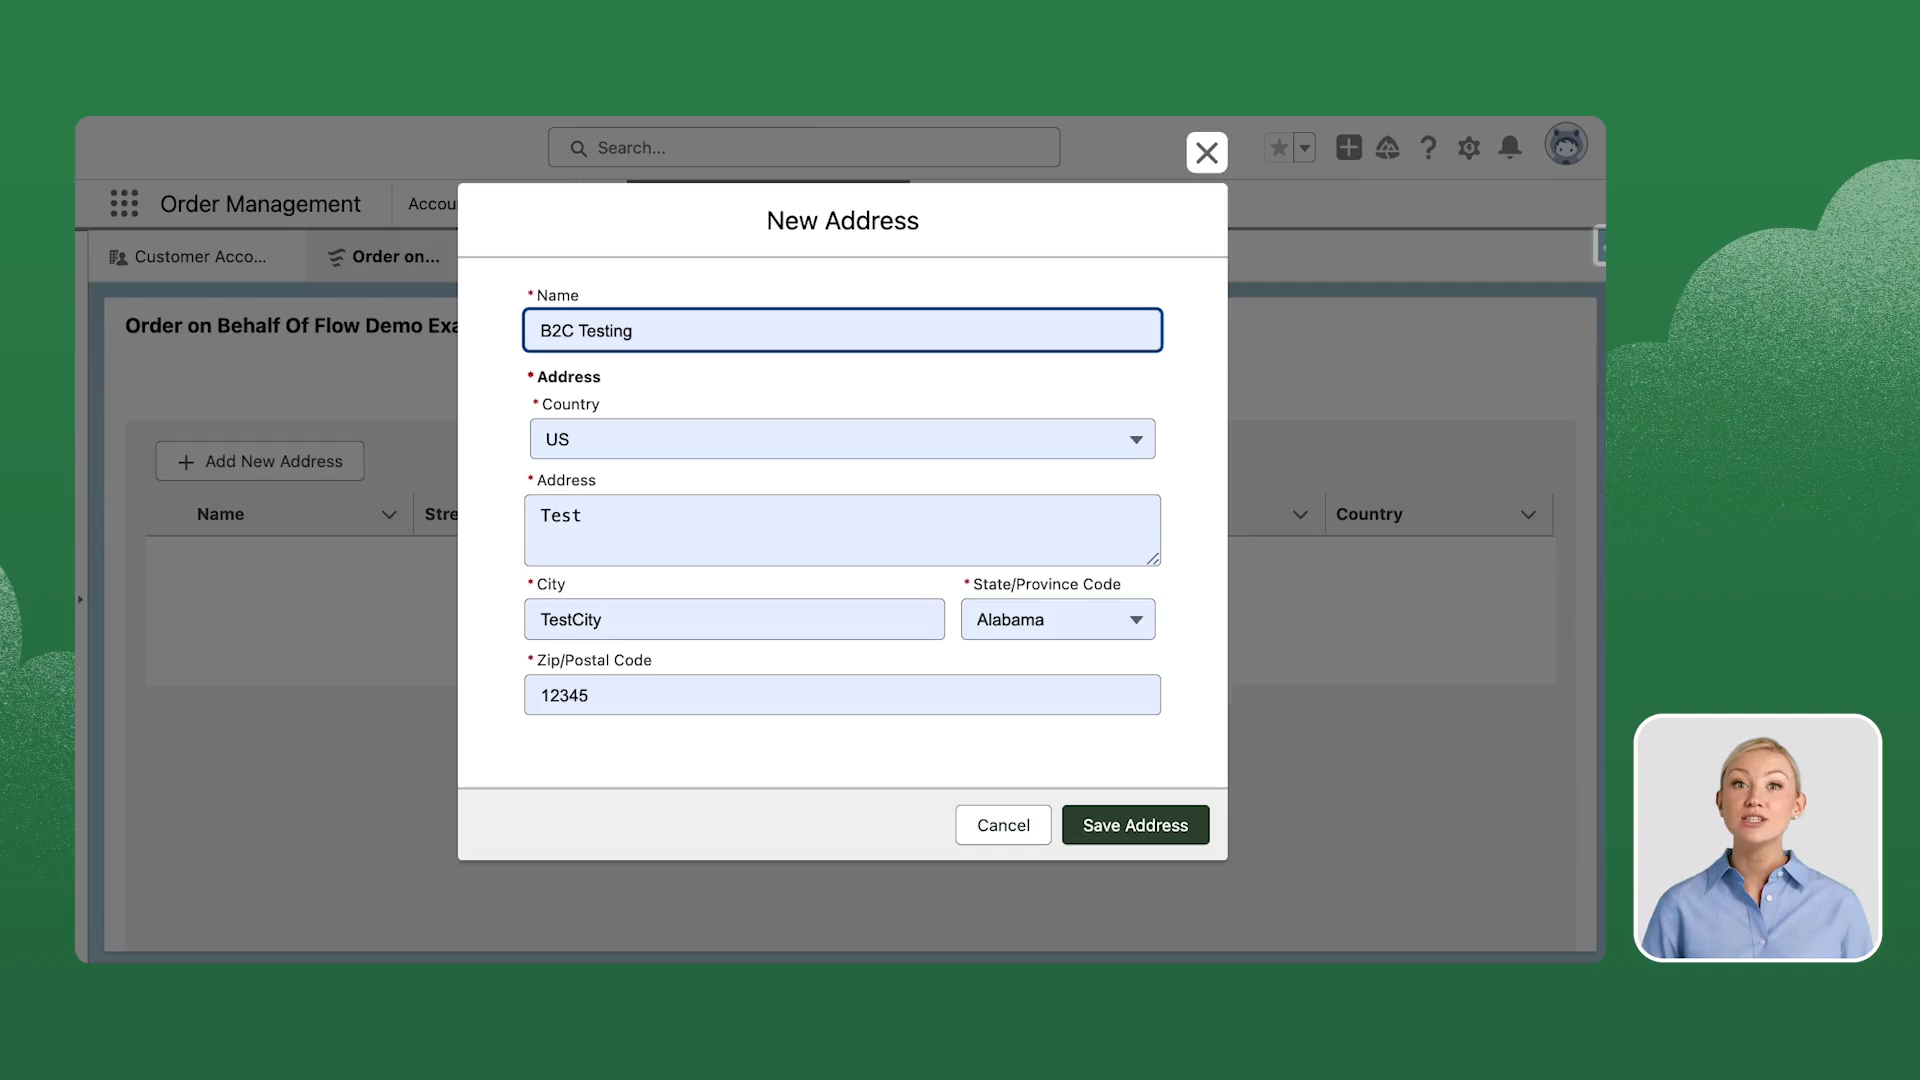 Search...
Order Management
Accou
Customer Acco...
Order on...
Order on Behalf Of Flow Demo Exa
Add New Address
Name
Stre
Country
New Address
* Name
B2C Testing
* Address
* Country
US
* Address
Test
* City
* State/Province Code
TestCity
Alabama
* Zip/Postal Code
12345
Cancel
Save Address